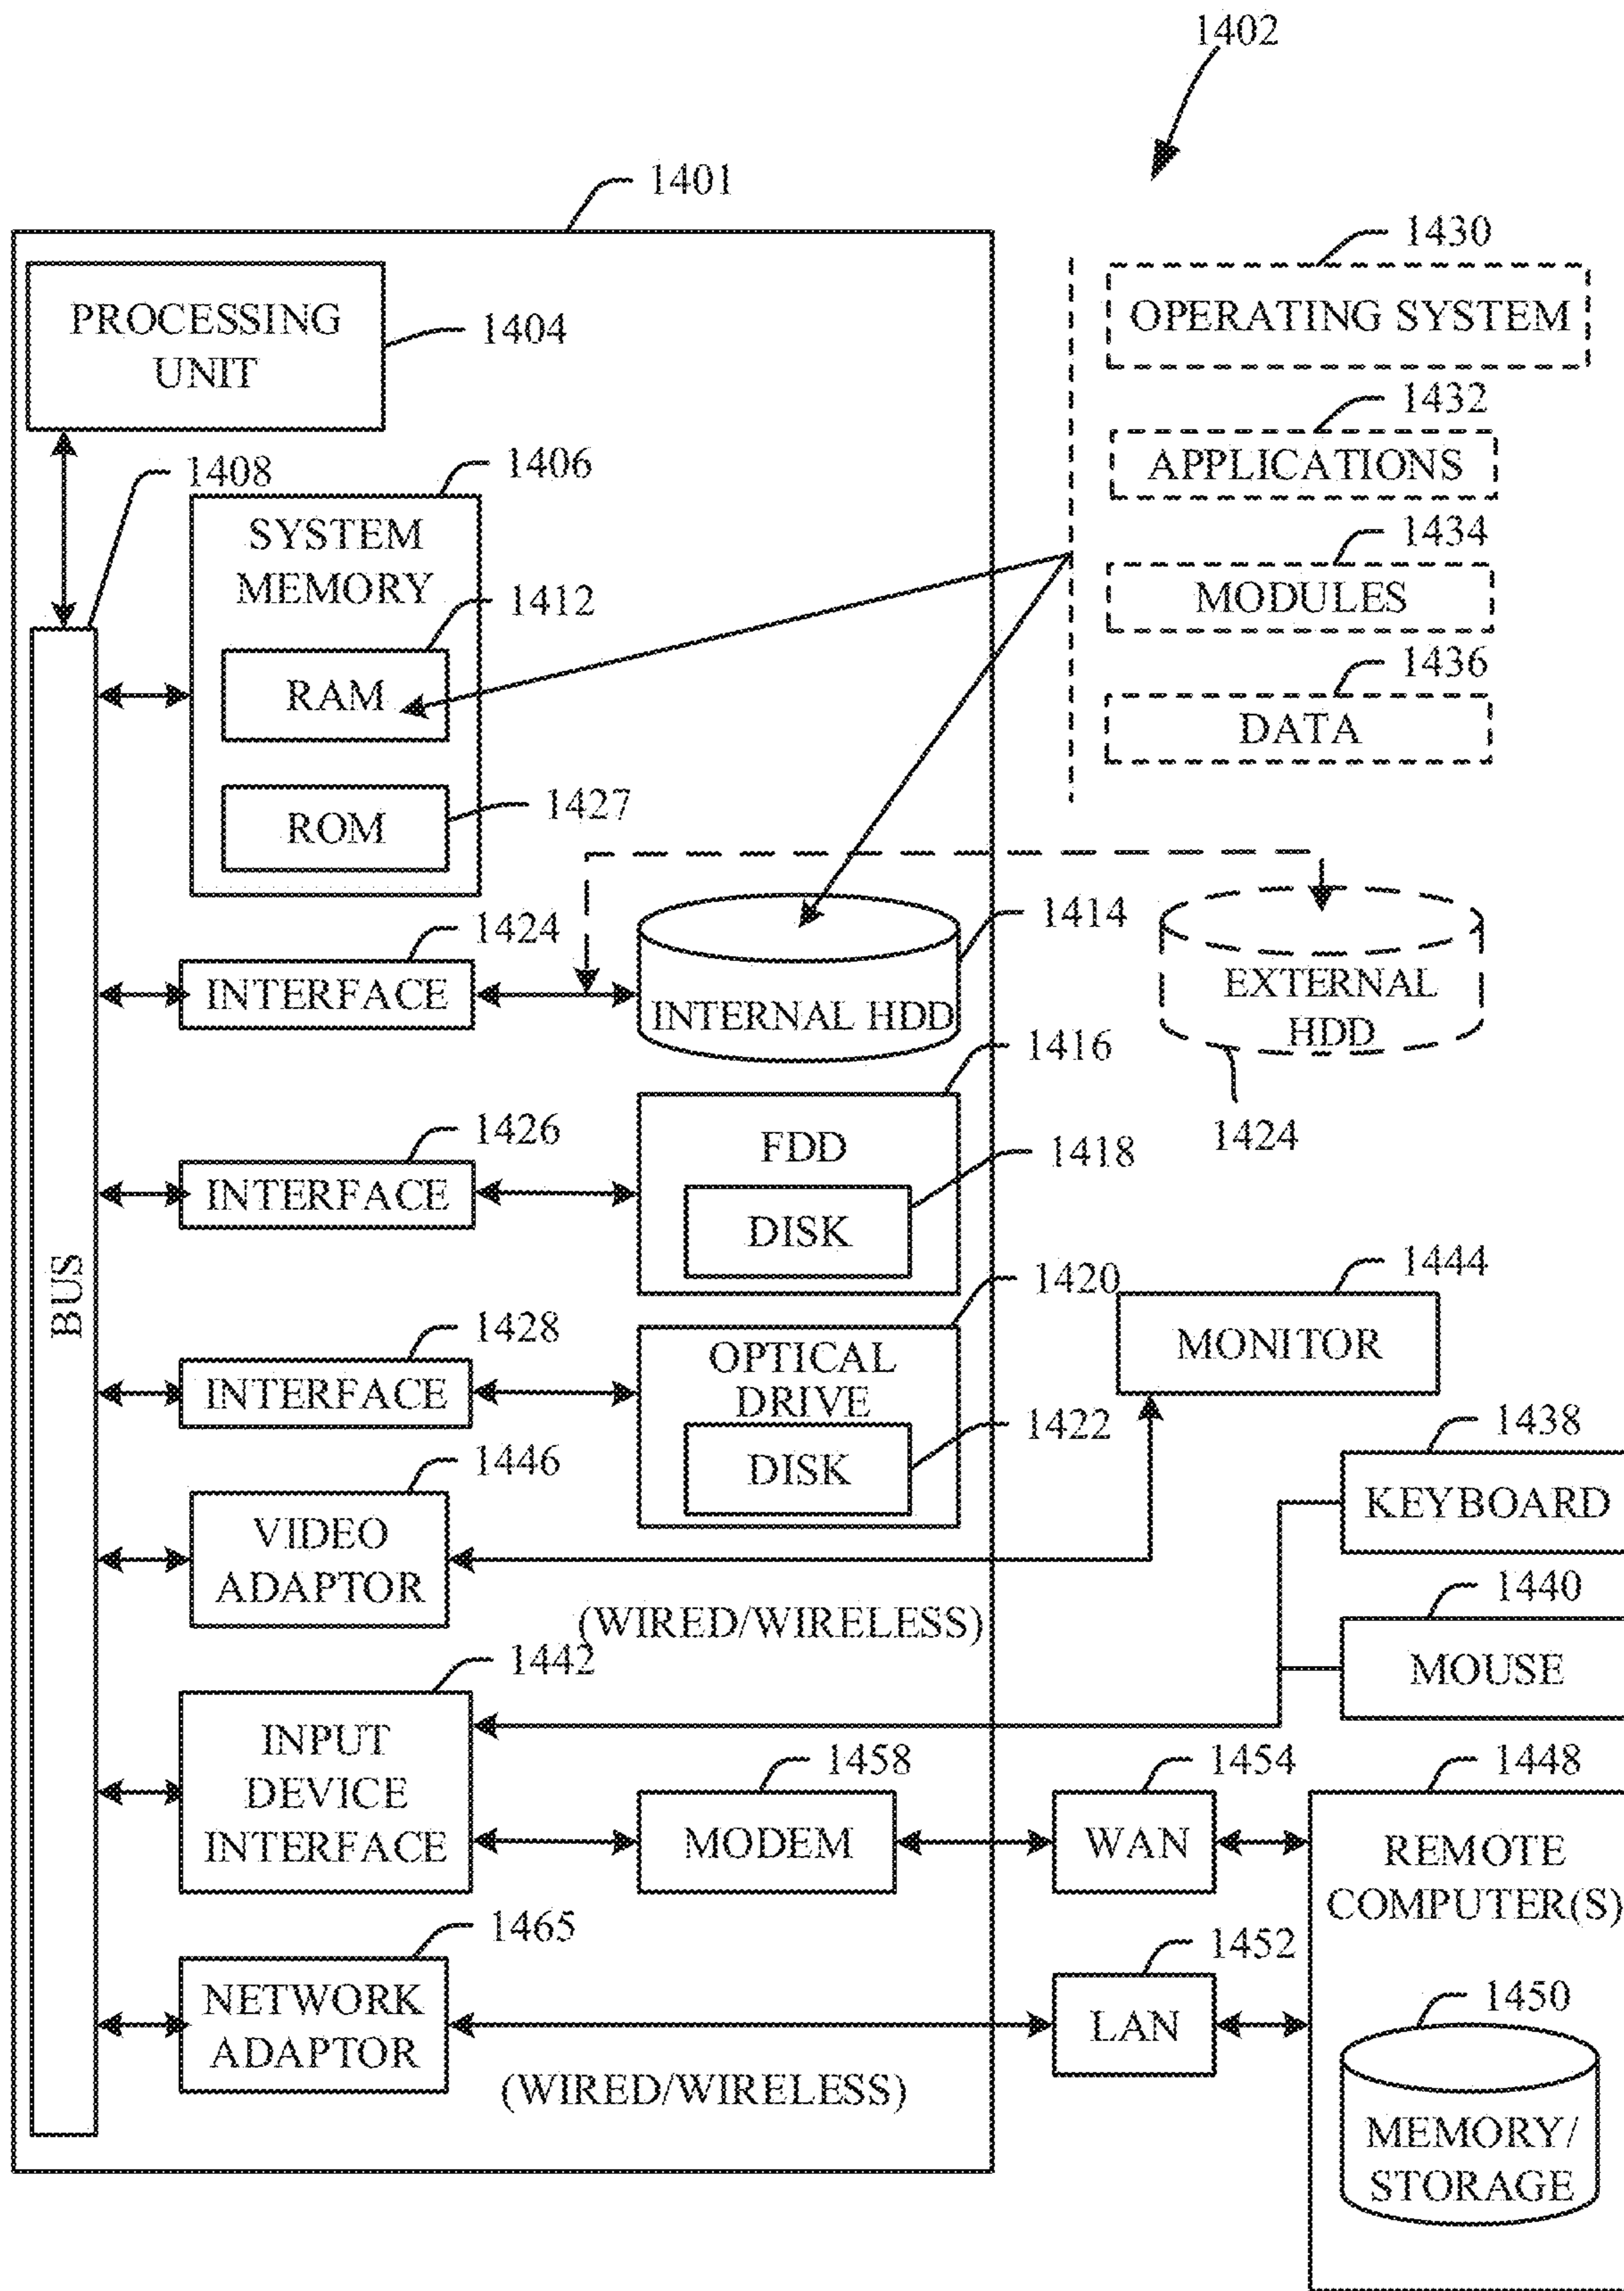 1402
1401
1430
OPERATING SYSTEM
PROCESSING
UNIT
1404
1432
APPLICATIONS
1408
1406
SYSTEM
MEMORY
1434
MODULES
1412
RAM
1436
DATA
1427
ROM
1424
INTERFACE
1414
INTERNAL HDD
EXTERNAL
HDD
1424
1416
FDD
1426
INTERFACE
1418
DISK
BUS
1444
MONITOR
1420
OPTICAL
DRIVE
1428
INTERFACE
1422
DISK
1438
KEYBOARD
1446
VIDEO
ADAPTOR
(WIRED/WIRELESS)
1440
MOUSE
1442
INPUT
DEVICE
INTERFACE
1458
MODEM
1454
WAN
1448
REMOTE
COMPUTER(S)
1465
NETWORK
ADAPTOR
(WIRED/WIRELESS)
1452
LAN
1450
MEMORY/
STORAGE